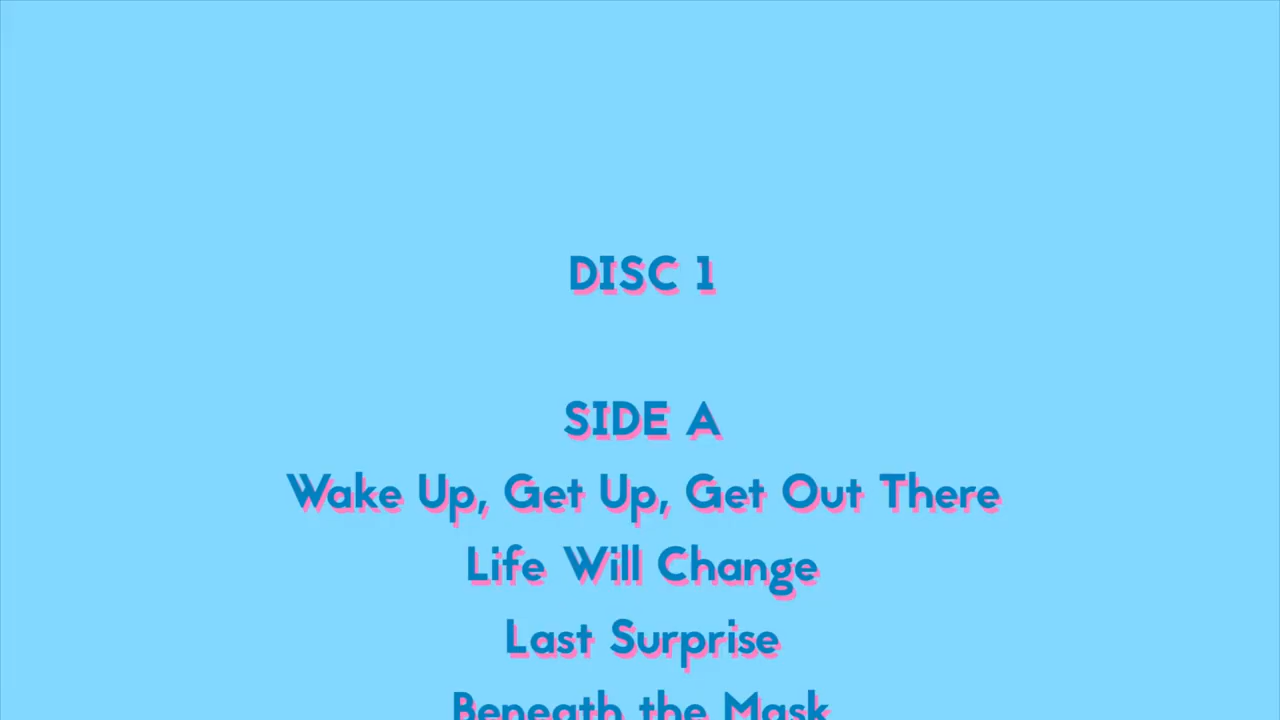 DISC 1
SIDE A
Wake Up, Get Up, Get Out There
Life Will Change
Last Surprise
Beneath the Mask